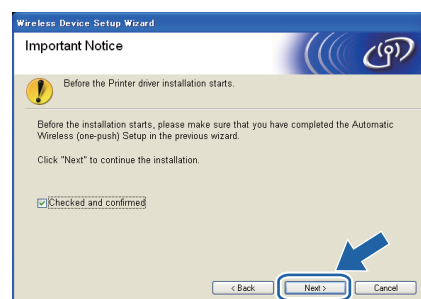 Wireless Device Setup Wizard
Important Notice
Before the Printer driver installation starts.
Before the installation starts, please make sure that you have completed the Automatic
Wireless (one-push) Setup in the previous wizard.
Click "Next" to continue the installation.
Checked and confirmed
< Back
Next >
Cancel